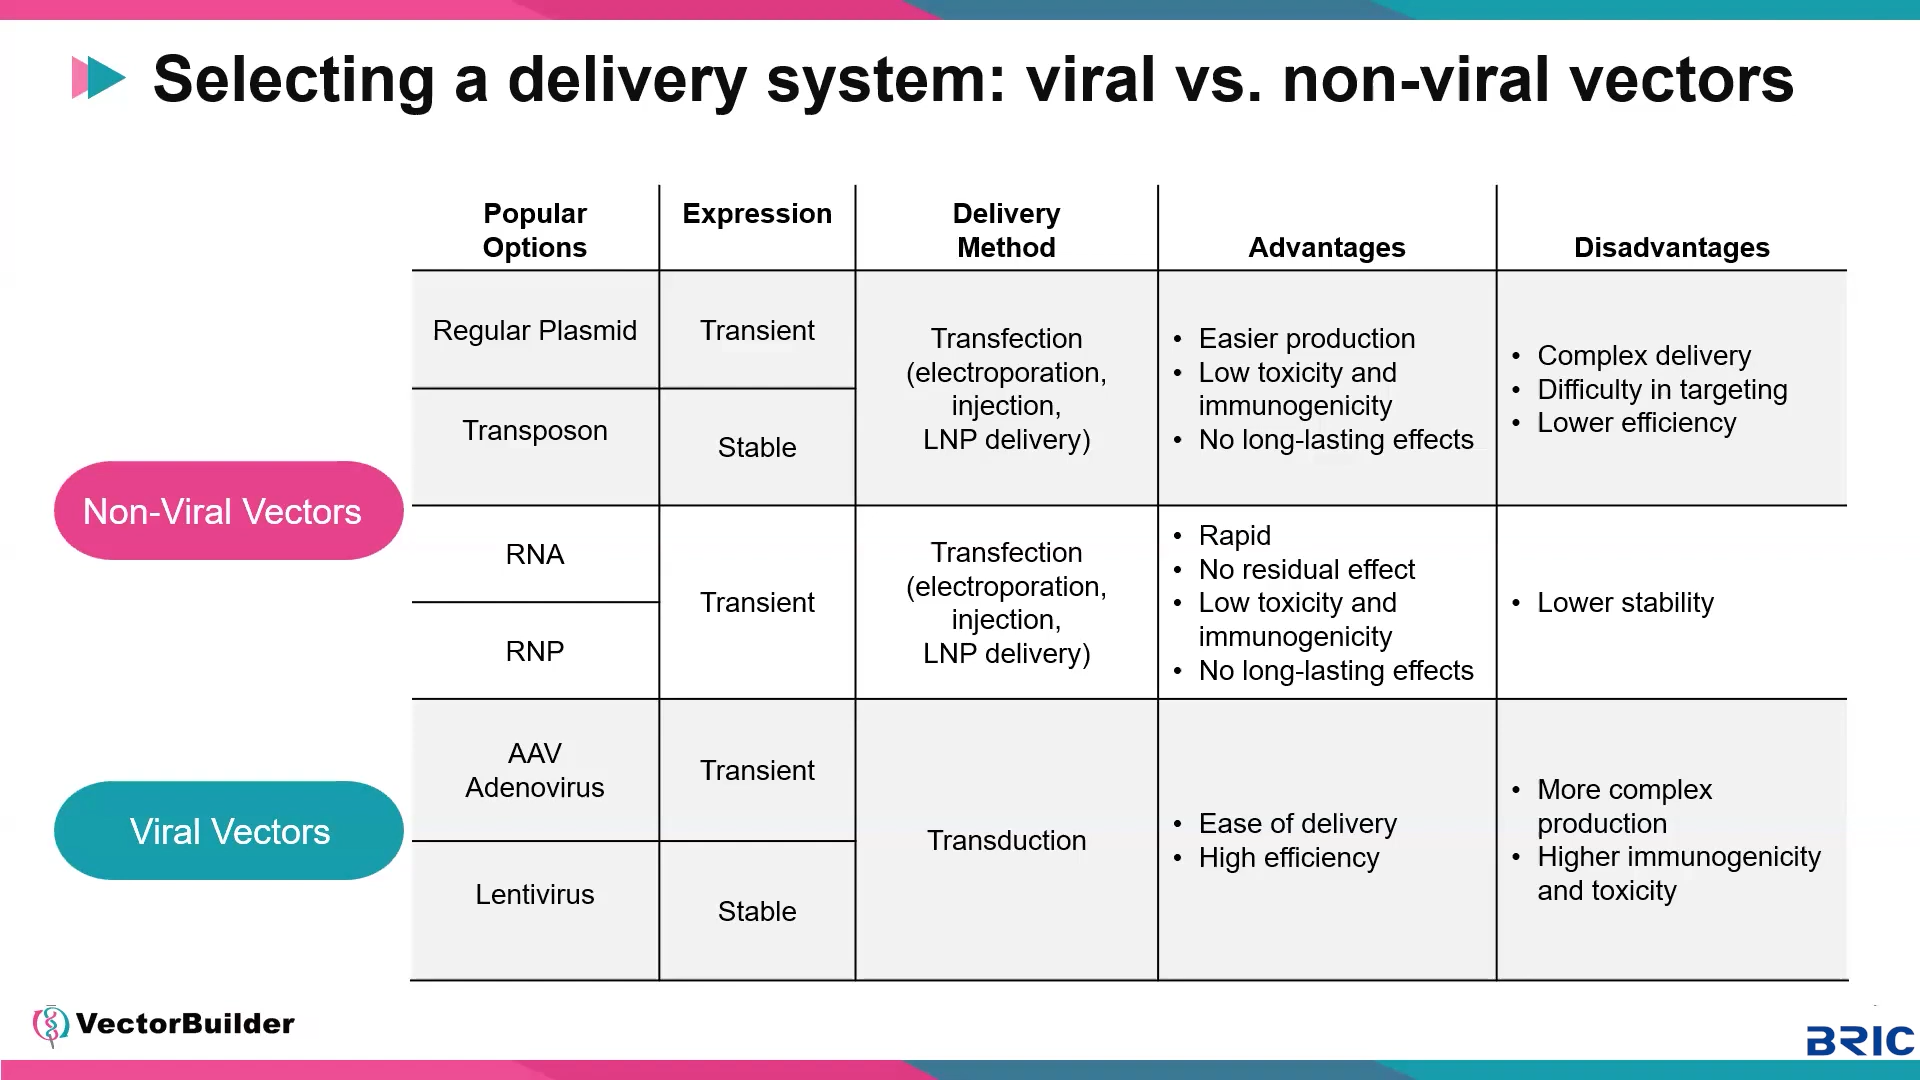 Selecting a delivery system: viral vs. non-viral vectors
Popular
Options
Expression
Delivery
Method
Advantages
Disadvantages
Non-Viral Vectors
Regular Plasmid
Transient
Transposon
Stable
Transfection
(electroporation,
injection,
LNP delivery)
• Easier production
• Low toxicity and
immunogenicity
• No long-lasting effects
• Complex delivery
• Difficulty in targeting
• Lower efficiency
RNA
RNP
Transient
Transfection
(electroporation,
injection,
LNP delivery)
• Rapid
• No residual effect
• Low toxicity and
immunogenicity
• No long-lasting effects
• Lower stability
Viral Vectors
AAV
Adenovirus
Transient
Lentivirus
Stable
Transduction
• Ease of delivery
• High efficiency
• More complex
production
• Higher immunogenicity
and toxicity
VectorBuilder
BRIC